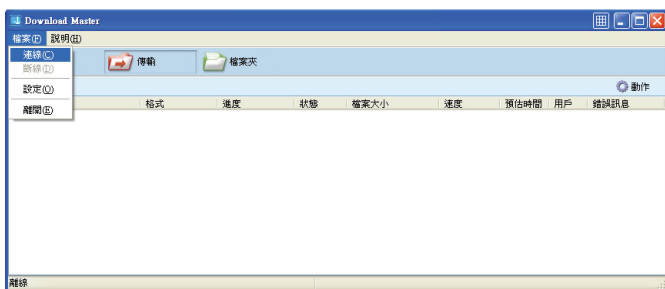 Download Master
檔案(F) 說明(H)
連線(C)
斷線(D)
設定(O)
離開(E)
傳輸 檔案夾
動作
格式 進度 狀態 檔案大小 速度 預估時間 用戶 錯誤訊息
離線